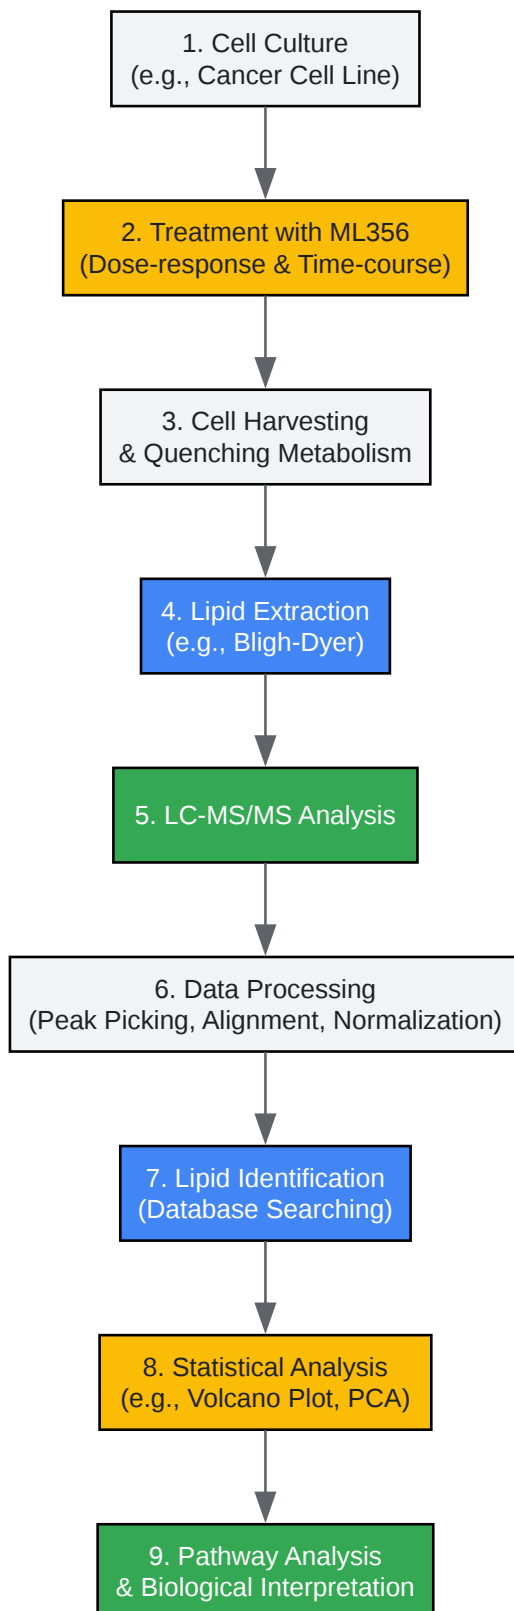 1. Cell Culture
(e.g., Cancer Cell Line)
2. Treatment with ML356
(Dose-response & Time-course)
3. Cell Harvesting
& Quenching Metabolism
4. Lipid Extraction
(e.g., Bligh-Dyer)
5. LC-MS/MS Analysis
6. Data Processing
(Peak Picking, Alignment, Normalization)
7. Lipid Identification
(Database Searching)
8. Statistical Analysis
(e.g., Volcano Plot, PCA)
9. Pathway Analysis
& Biological Interpretation